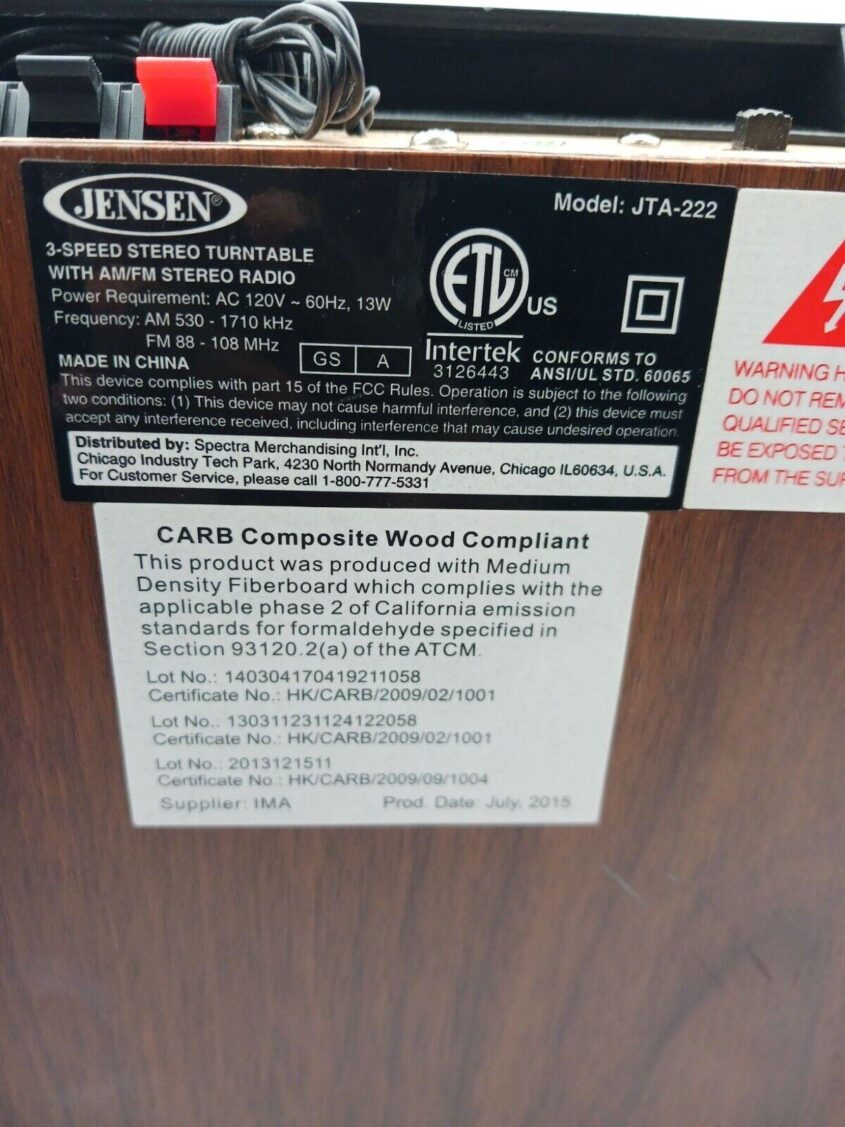 JENSEN®
Model: JTA-222
3-SPEED STEREO TURNTABLE
WITH AM/FM STEREO RADIO
Power Requirement: AC 120V ~ 60Hz, 13W
Frequency: AM 530 - 1710 kHz
FM 88 - 108 MHz
MADE IN CHINA
GS A
ETL CM
LISTED
US
Intertek
3126443
CONFORMS TO
ANSI/UL STD. 60065
This device complies with part 15 of the FCC Rules. Operation is subject to the following
two conditions: (1) This device may not cause harmful interference, and (2) this device must
accept any interference received, including interference that may cause undesired operation.
Distributed by: Spectra Merchandising Int'l, Inc.
Chicago Industry Tech Park, 4230 North Normandy Avenue, Chicago IL60634, U.S.A.
For Customer Service, please call 1-800-777-5331
WARNING
DO NOT
QUALIFIED
BE EXPOSED
FROM THE
CARB Composite Wood Compliant
This product was produced with Medium
Density Fiberboard which complies with the
applicable phase 2 of California emission
standards for formaldehyde specified in
Section 93120.2(a) of the ATCM.
Lot No.: 140304170419211058
Certificate No.: HK/CARB/2009/02/1001
Lot No.: 130311231124122058
Certificate No.: HK/CARB/2009/02/1001
Lot No.: 2013121511
Certificate No.: HK/CARB/2009/09/1004
Supplier: IMA Prod. Date: July, 2015